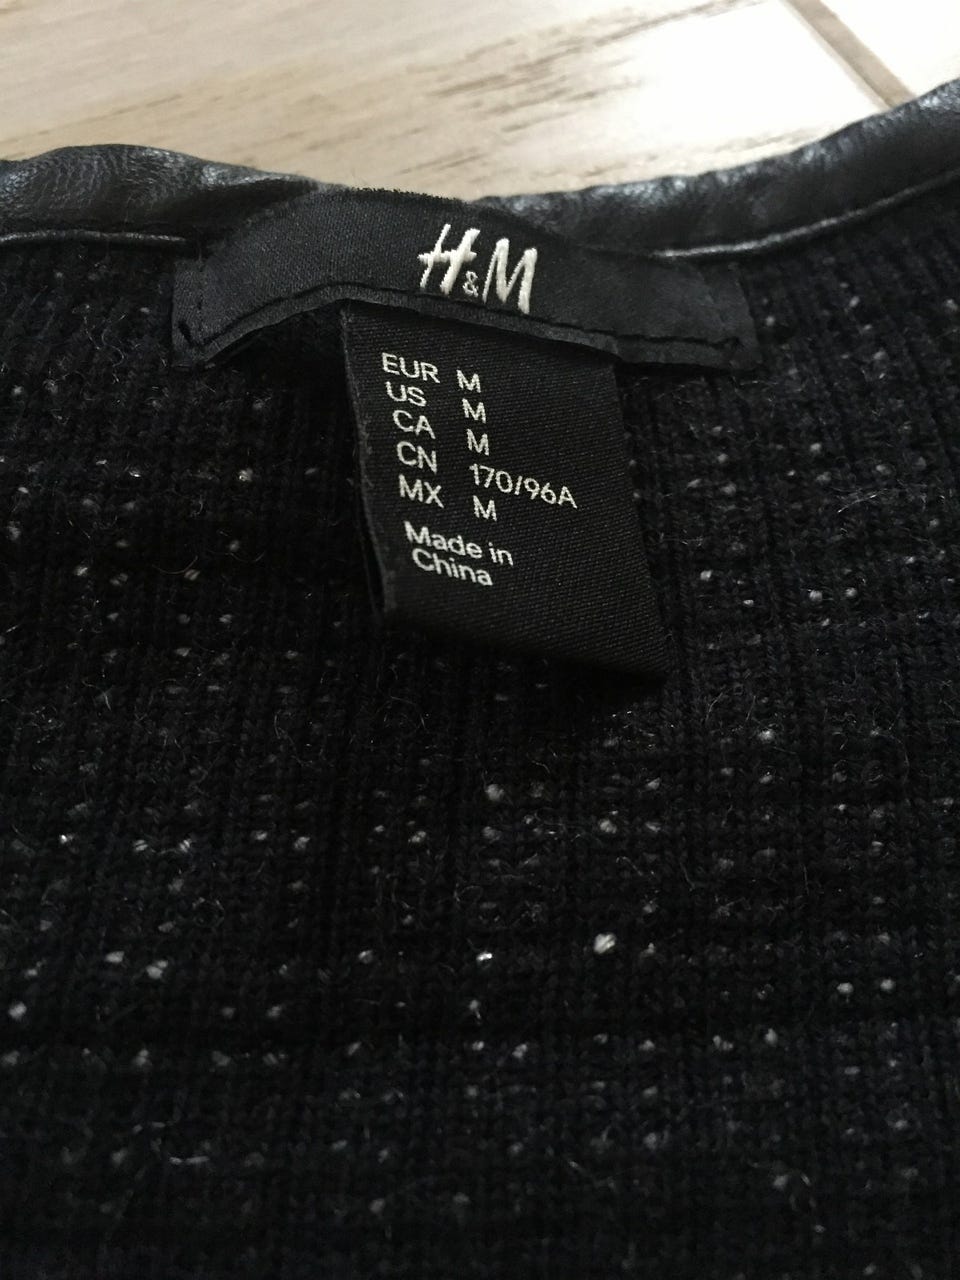 H&M
EUR M
US M
CA M
CN 170/96A
MX M
Made in
China